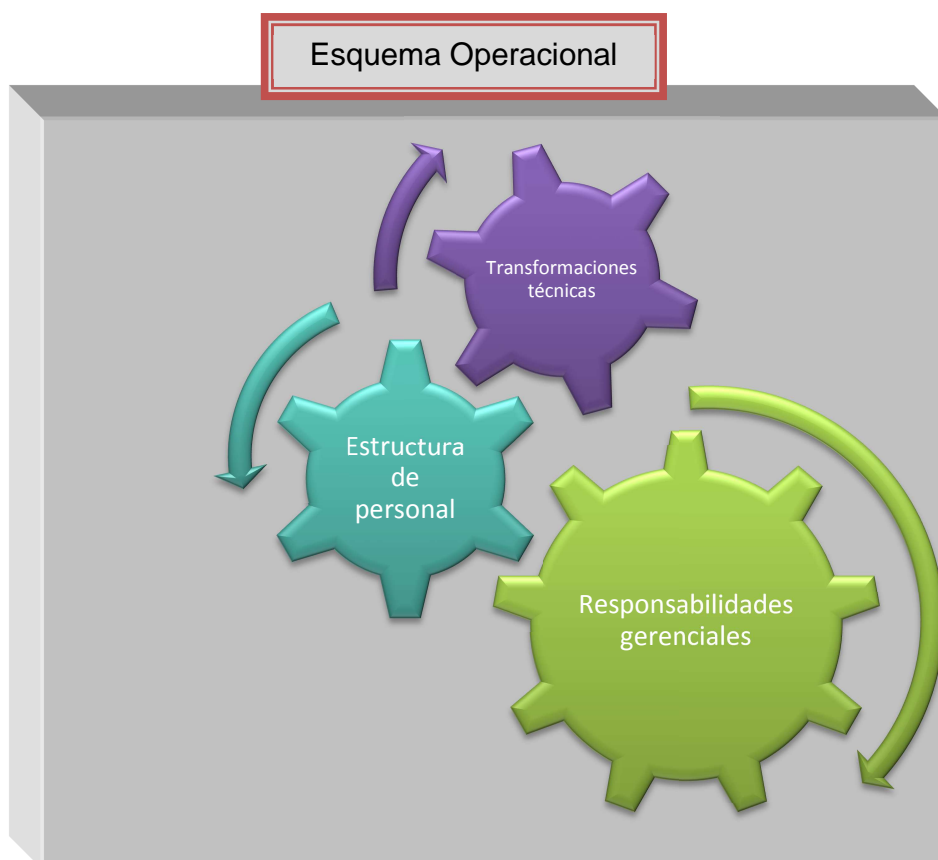 Esquema Operacional
Transformaciones
técnicas
Estructura
de
personal
Responsabilidades
gerenciales